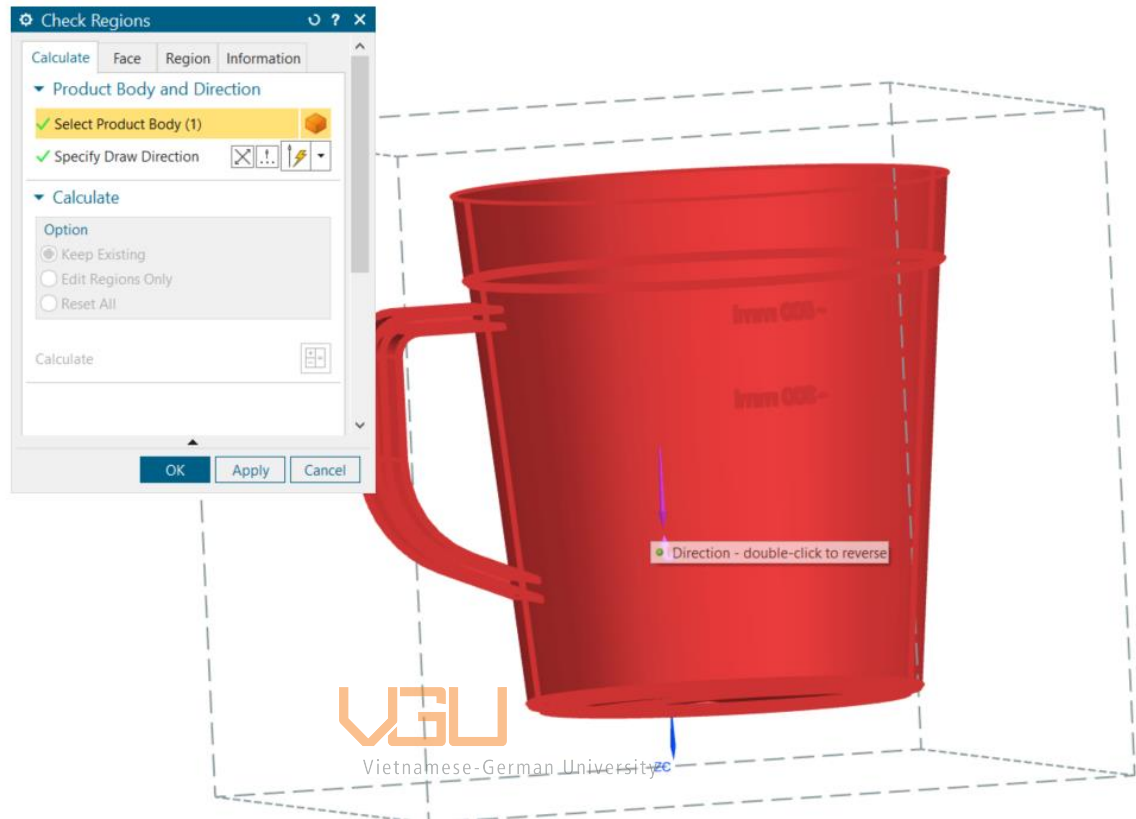 Check Regions
Calculate Face Region Information
Product Body and Direction
Select Product Body (1)
Specify Draw Direction
Calculate
Option
Keep Existing
Edit Regions Only
Reset All
Calculate
OK Apply Cancel
Direction - double-click to reverse
VGU
Vietnamese-German University